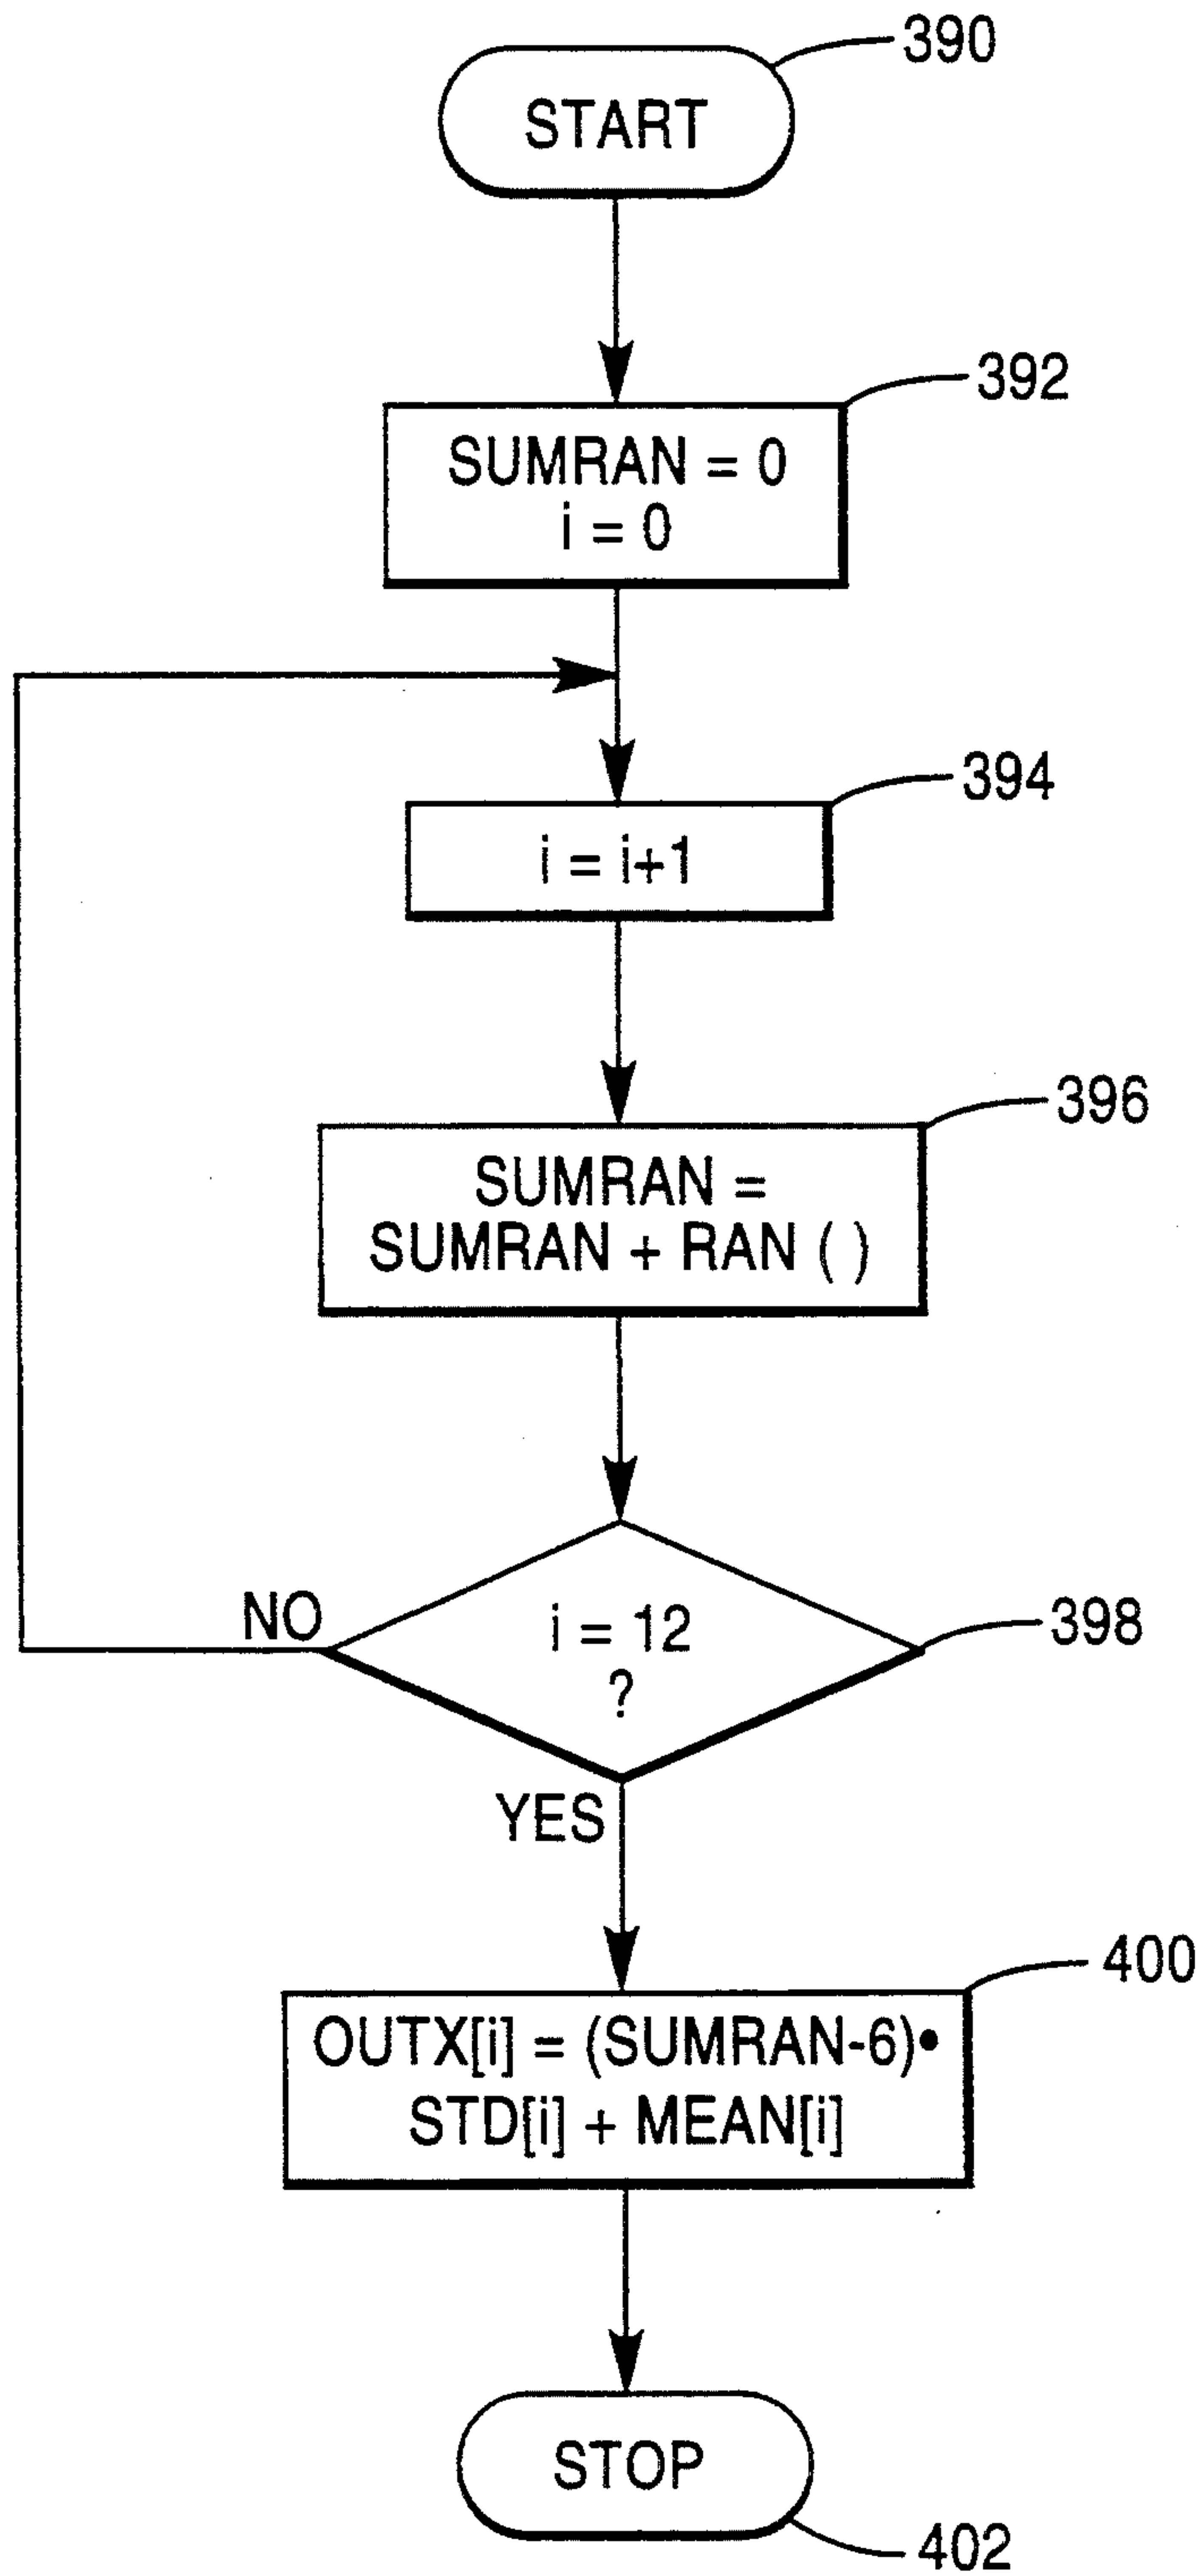 390
START
392
SUMRAN = 0
i = 0
394
i = i+1
396
SUMRAN =
SUMRAN + RAN ( )
NO
i = 12
?
398
YES
400
OUTX[i] = (SUMRAN-6)•
STD[i] + MEAN[i]
STOP
402